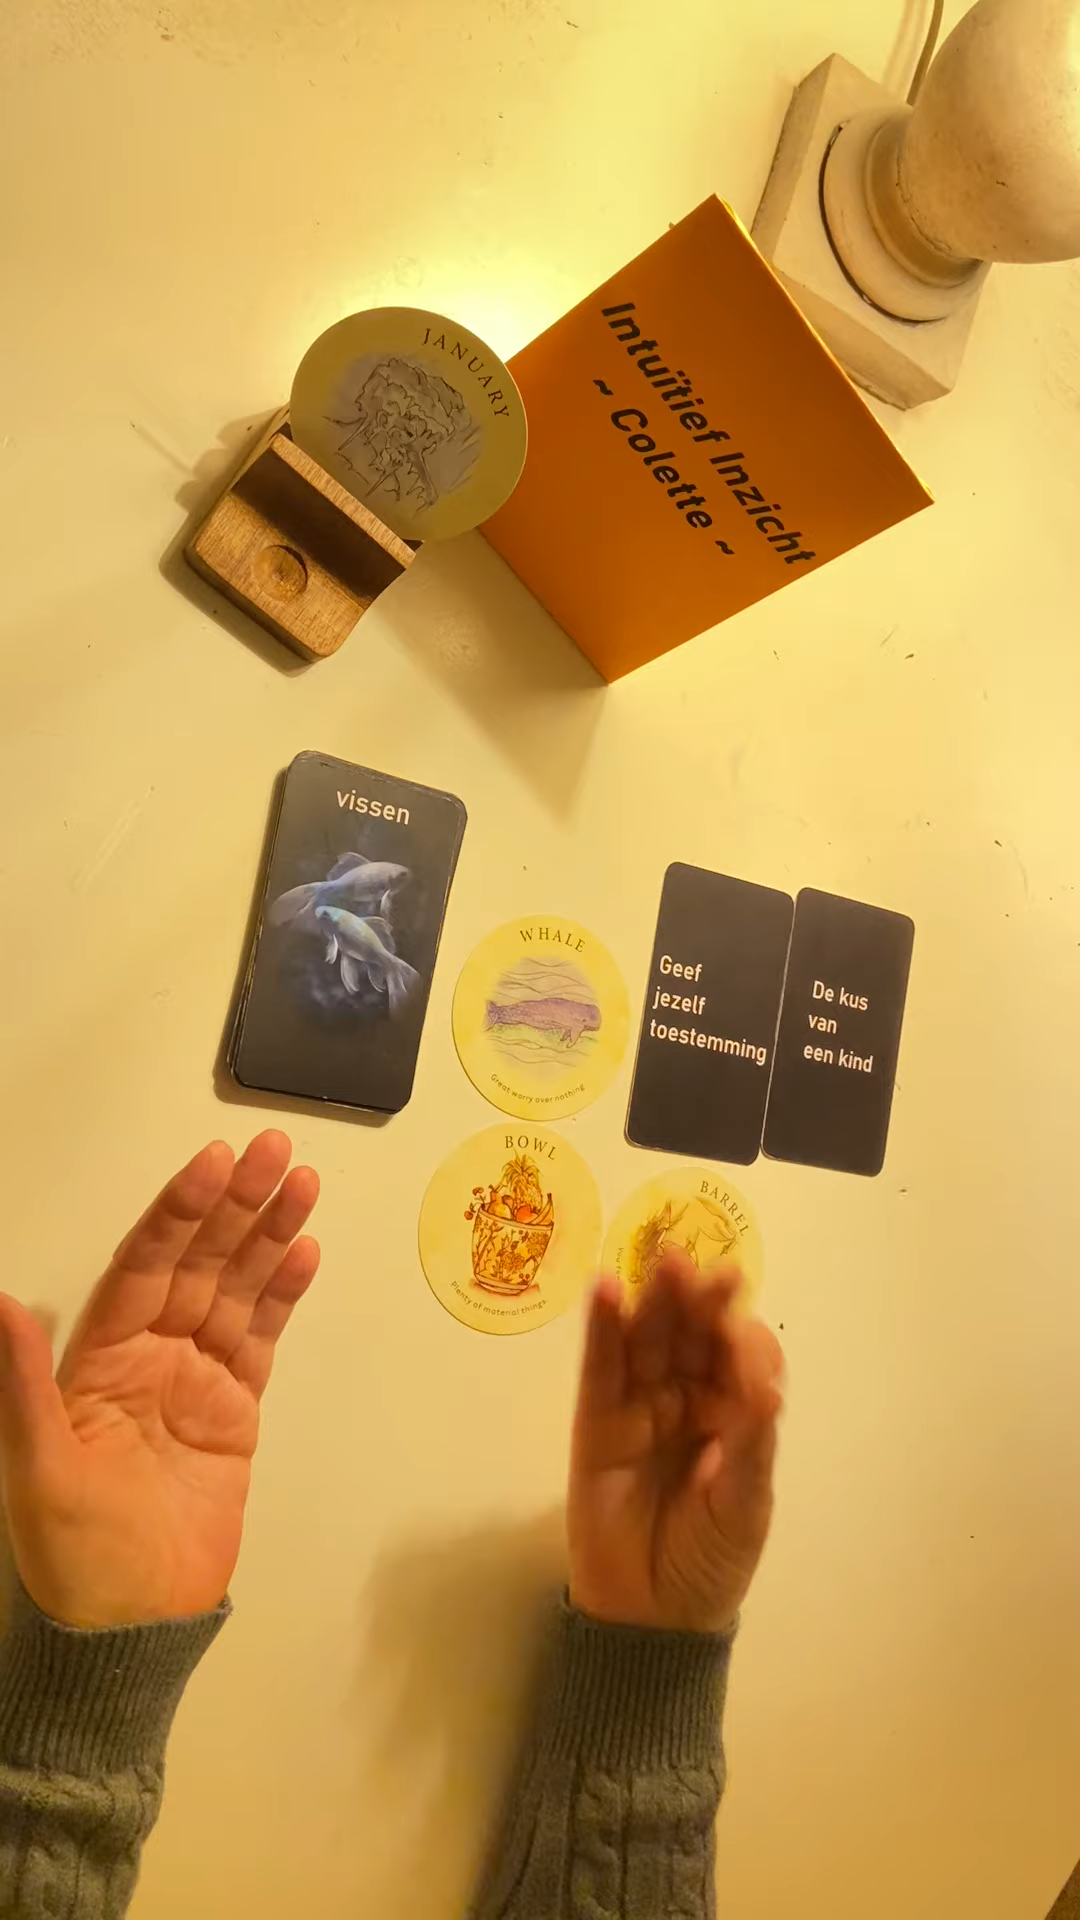 JANUARY
Intuïtief Inzicht
~ Colette ~
vissen
WHALE
Great worry over nothing
Geef
jezelf
toestemming
De kus
van
een kind
BOWL
Plenty of material things
BARREL